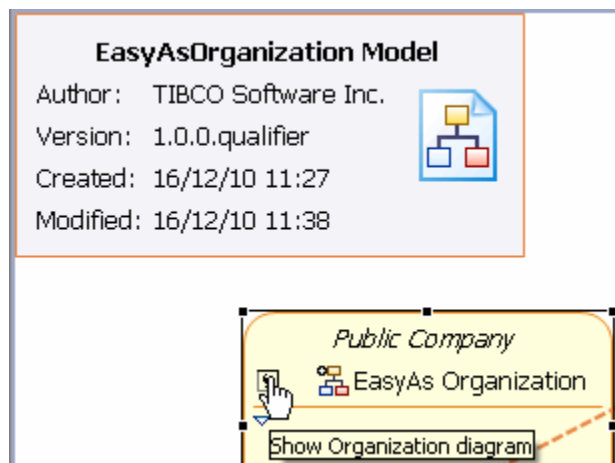 EasyAsOrganization Model
Author: TIBCO Software Inc.
Version: 1.0.0.qualifier
Created: 16/12/10 11:27
Modified: 16/12/10 11:38
Public Company
EasyAs Organization
Show Organization diagram